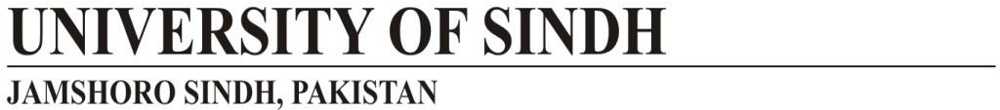 UNIVERSITY OF SINDH
JAMSHORO SINDH, PAKISTAN